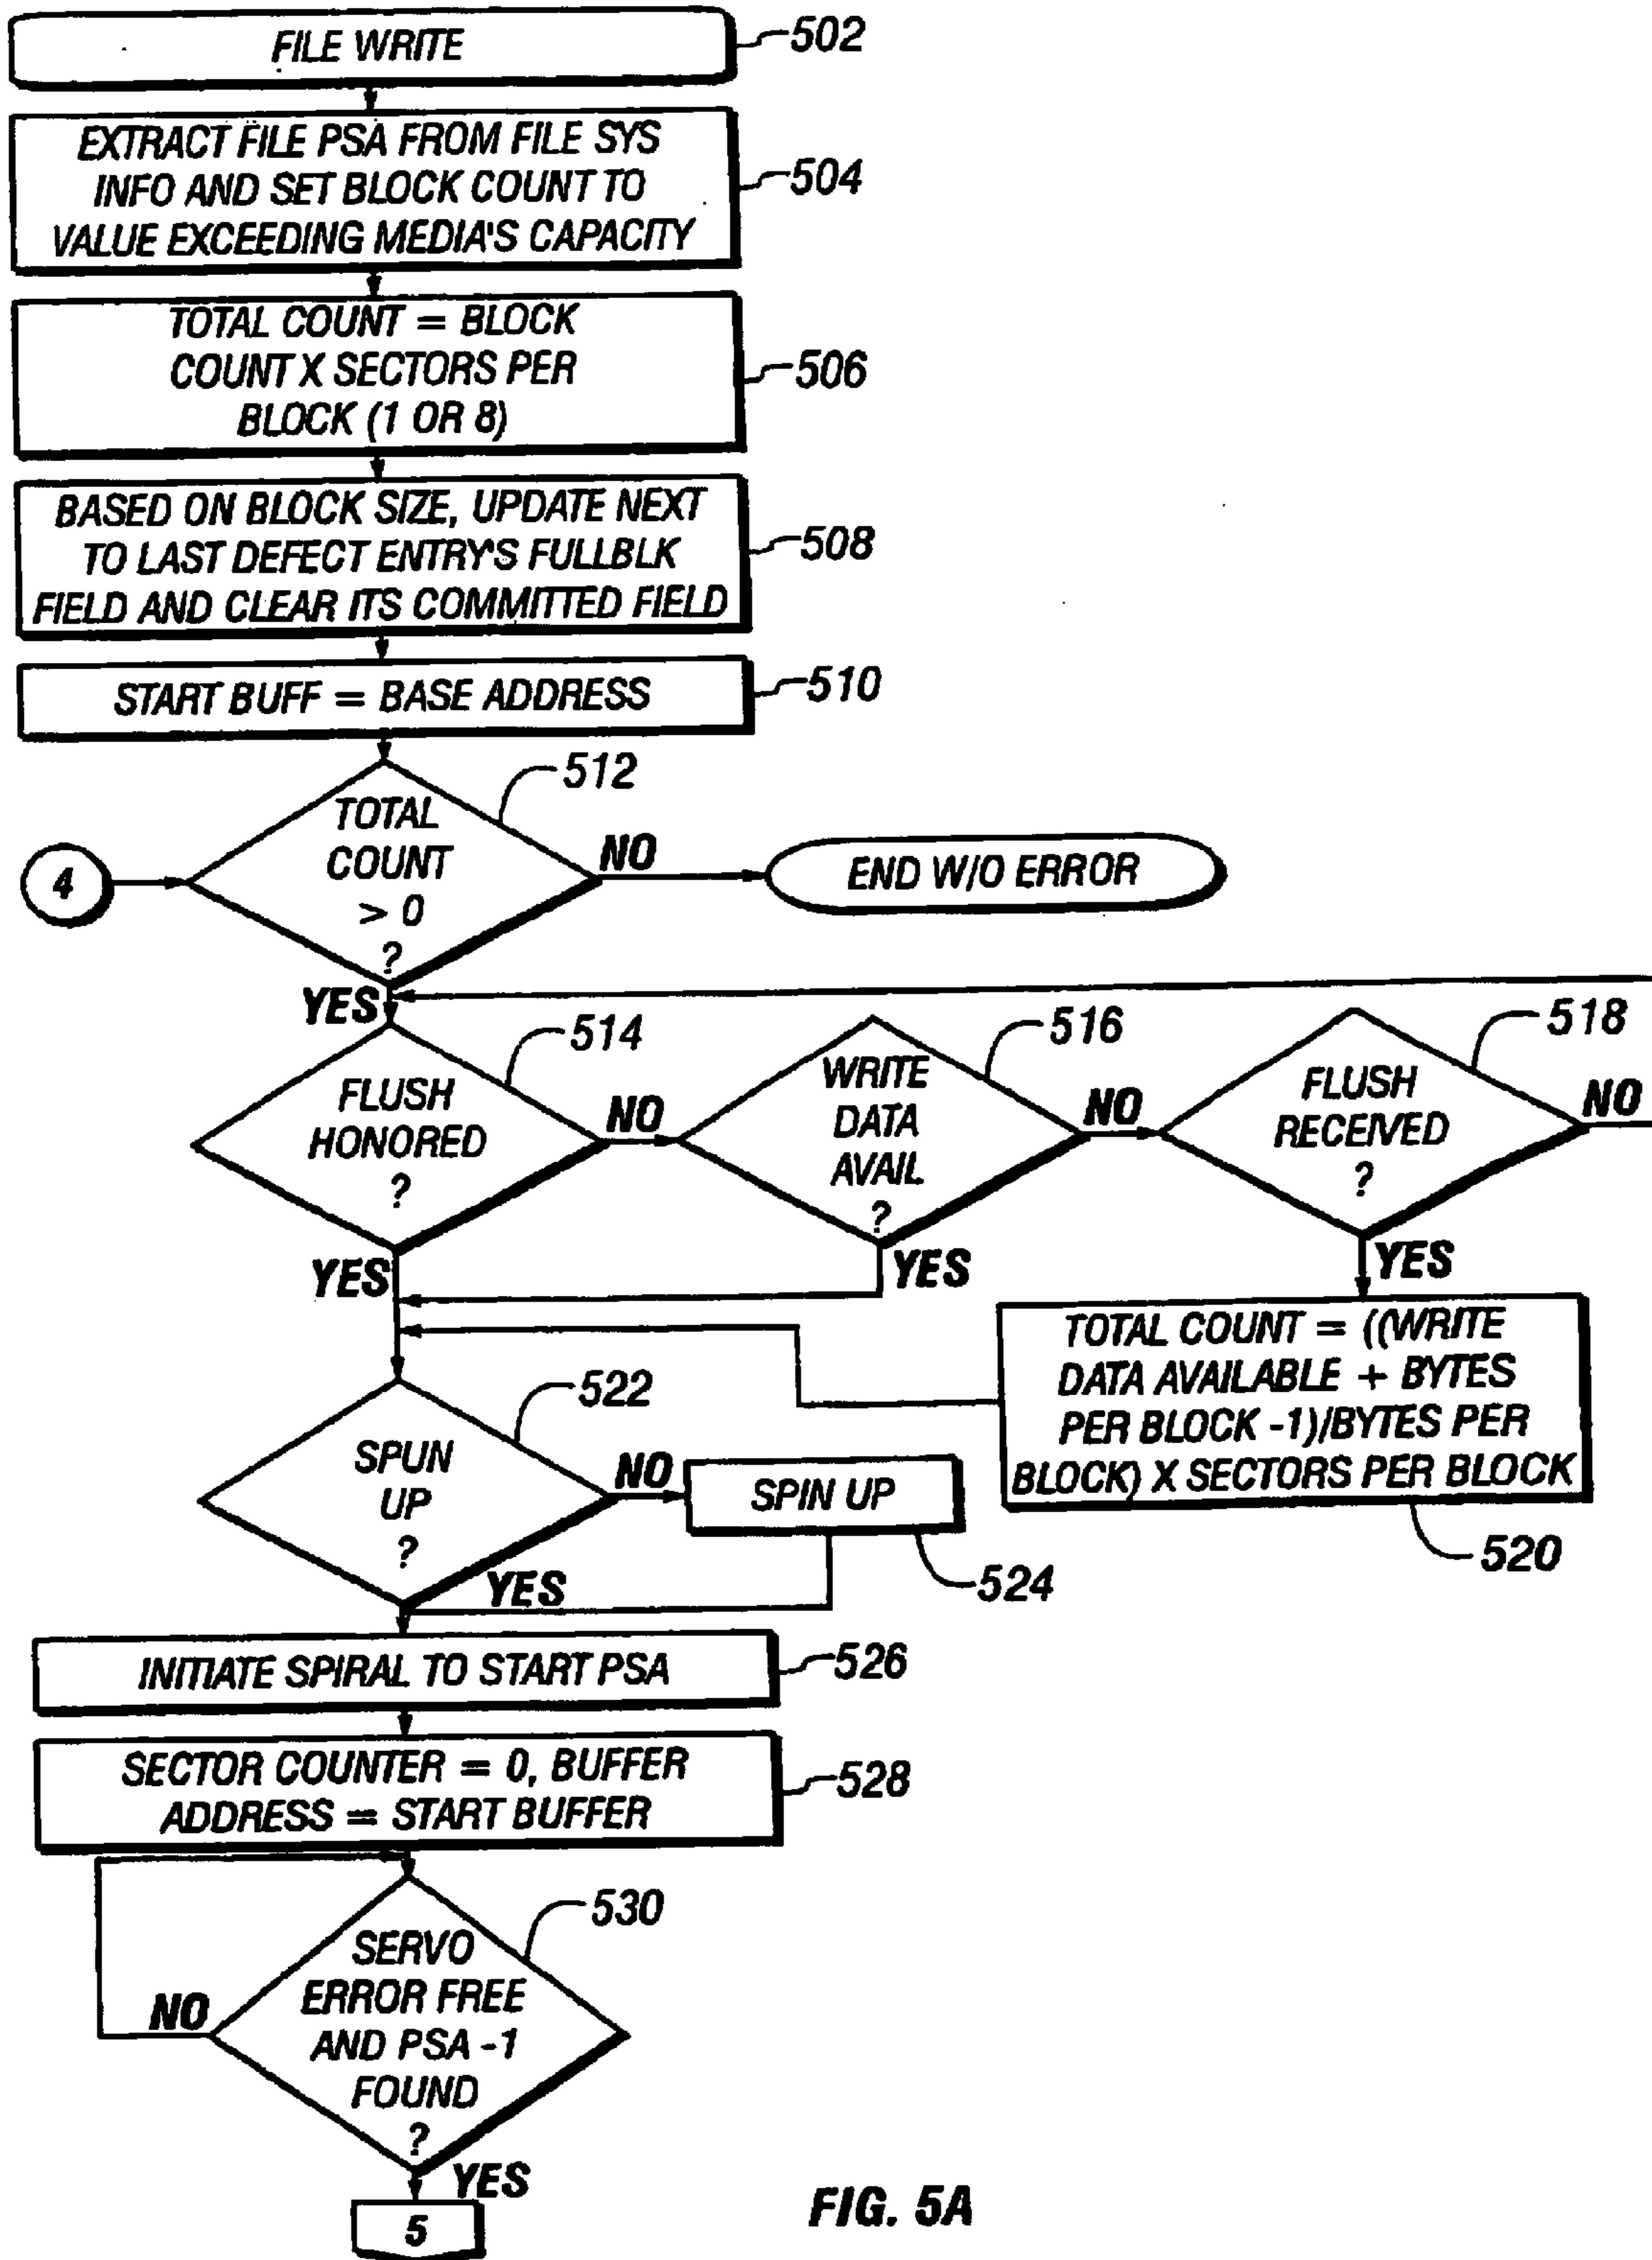 FILE WRITE
502
EXTRACT FILE PSA FROM FILE SYS
INFO AND SET BLOCK COUNT TO
VALUE EXCEEDING MEDIA'S CAPACITY
504
TOTAL COUNT = BLOCK
COUNT X SECTORS PER
BLOCK (1 OR 8)
506
BASED ON BLOCK SIZE, UPDATE NEXT
TO LAST DEFECT ENTRY'S FULLBLK
FIELD AND CLEAR ITS COMMITTED FIELD
508
START BUFF = BASE ADDRESS
510
512
TOTAL
COUNT
> 0
?
4
NO
END W/O ERROR
YES
514
FLUSH
HONORED
?
NO
YES
516
WRITE
DATA
AVAIL
?
NO
YES
518
FLUSH
RECEIVED
?
NO
YES
TOTAL COUNT = ((WRITE
DATA AVAILABLE + BYTES
PER BLOCK -1)/BYTES PER
BLOCK) X SECTORS PER BLOCK
520
522
SPUN
UP
?
NO
SPIN UP
524
YES
INITIATE SPIRAL TO START PSA
526
SECTOR COUNTER = 0, BUFFER
ADDRESS = START BUFFER
528
530
SERVO
ERROR FREE
AND PSA -1
FOUND
?
NO
YES
5
FIG. 5A